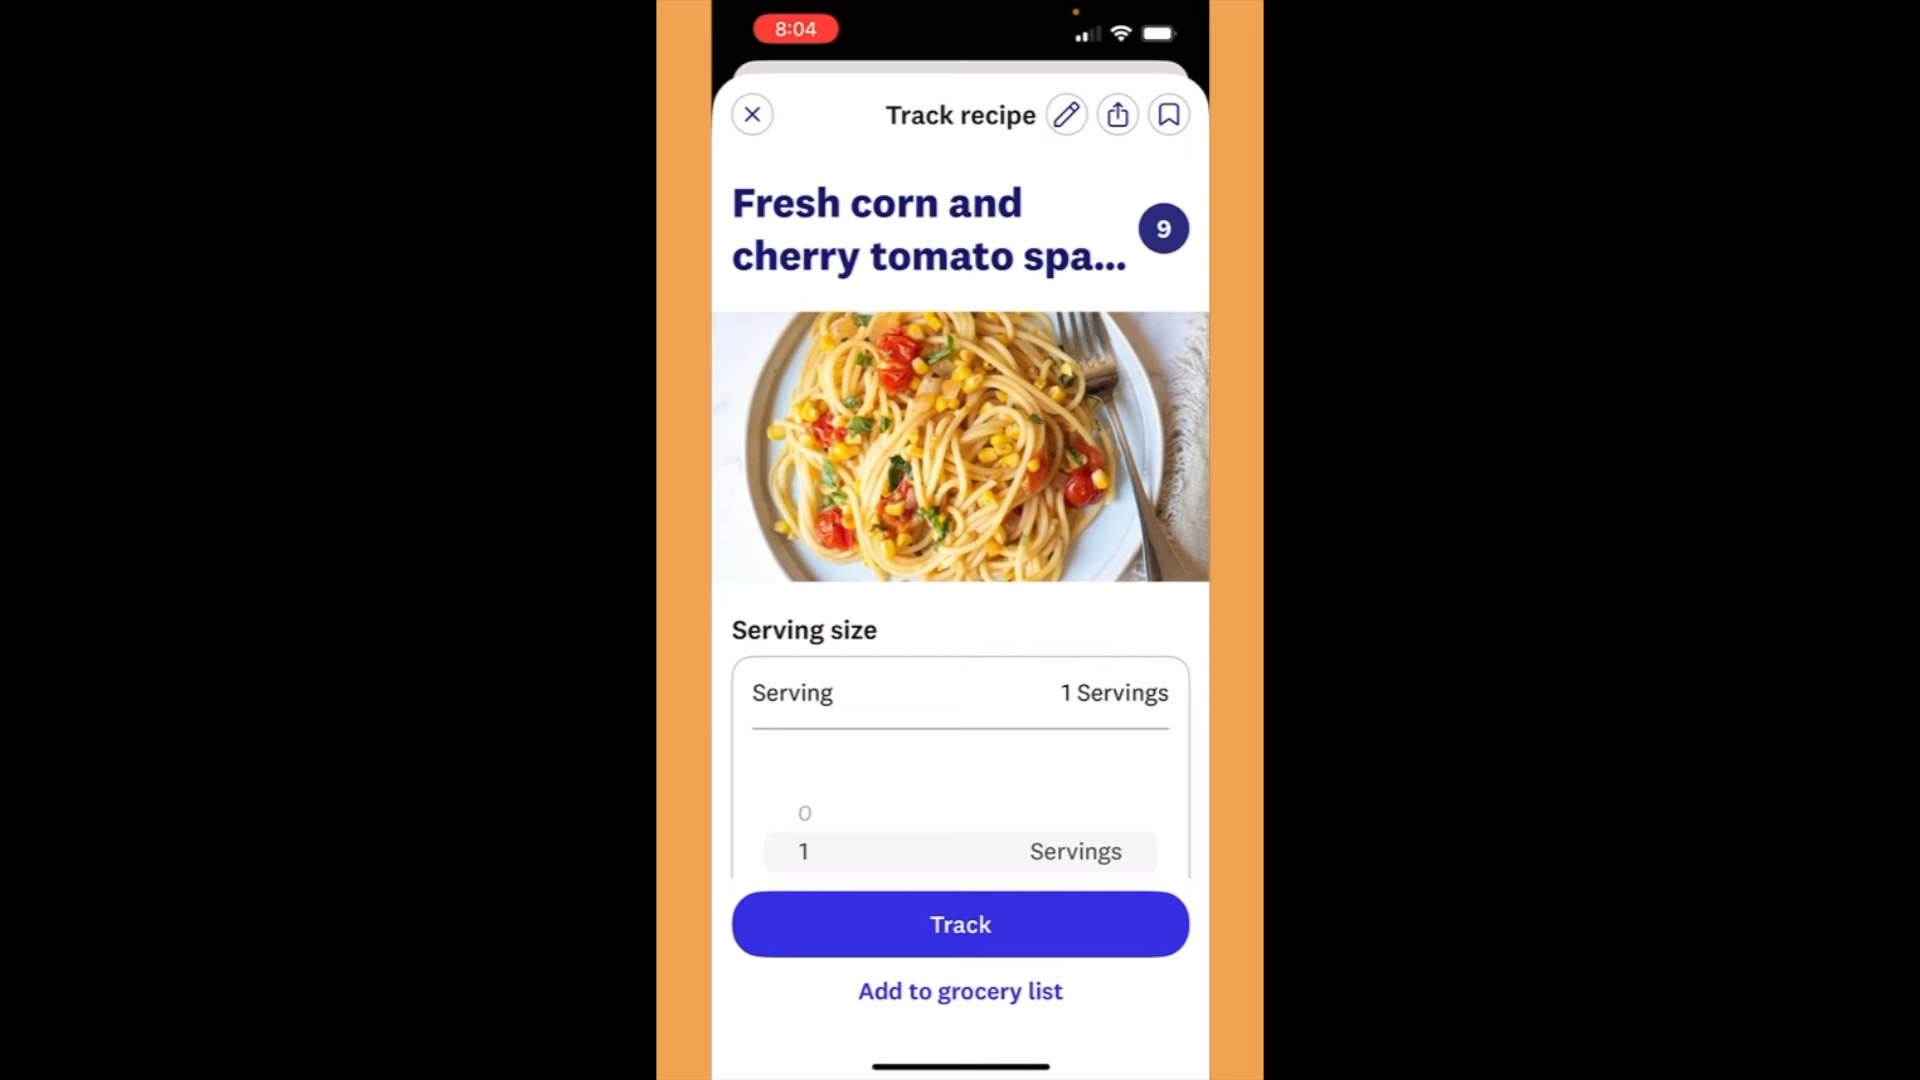 8:04
Track recipe
Fresh corn and
cherry tomato spa...
9
Serving size
Serving 1 Servings
0
1 Servings
Track
Add to grocery list